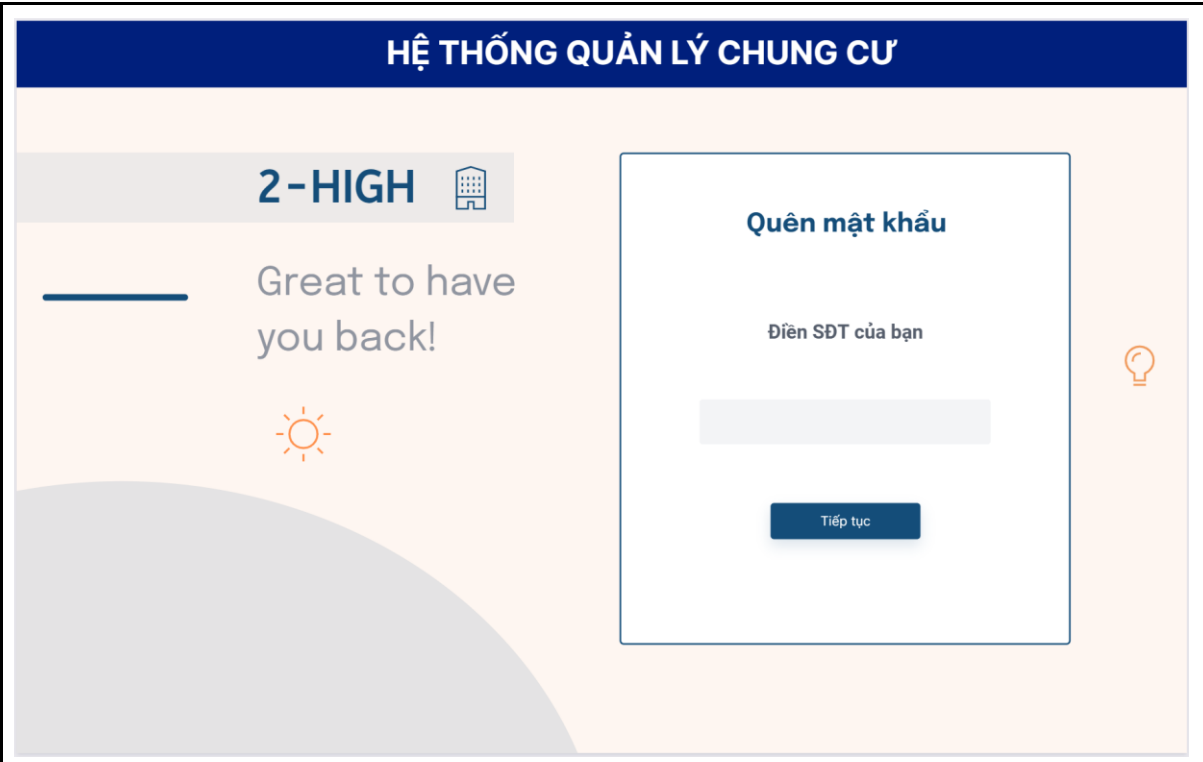 HỆ THỐNG QUẢN LÝ CHUNG CƯ
2-HIGH
Great to have
you back!
Quên mật khẩu
Điền SĐT của bạn
Tiếp tục